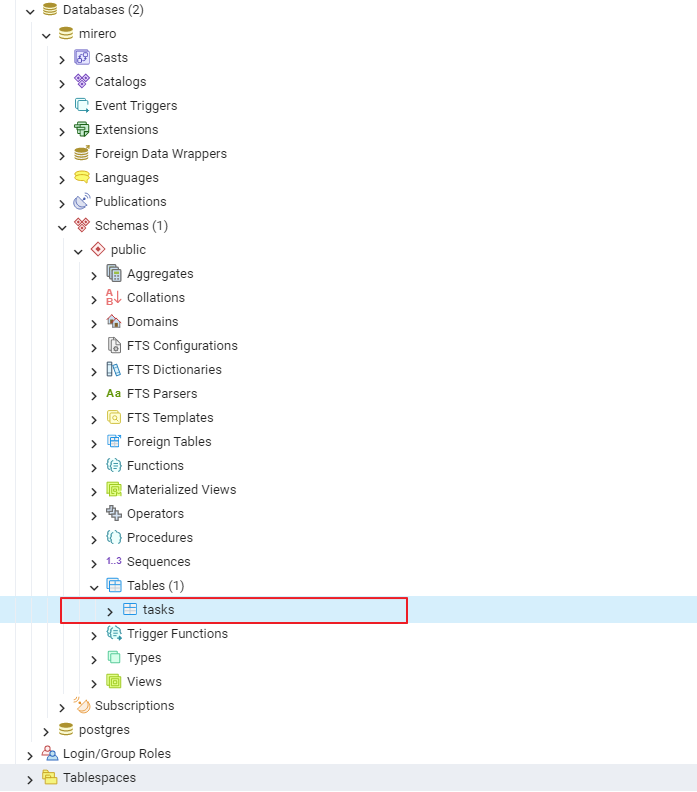 Databases (2)
mirero
Casts
Catalogs
Event Triggers
Extensions
Foreign Data Wrappers
Languages
Publications
Schemas (1)
public
Aggregates
Collations
Domains
FTS Configurations
FTS Dictionaries
Aa FTS Parsers
FTS Templates
Foreign Tables
Functions
Materialized Views
Operators
Procedures
1..3 Sequences
Tables (1)
tasks
Trigger Functions
Types
Views
Subscriptions
postgres
Login/Group Roles
Tablespaces